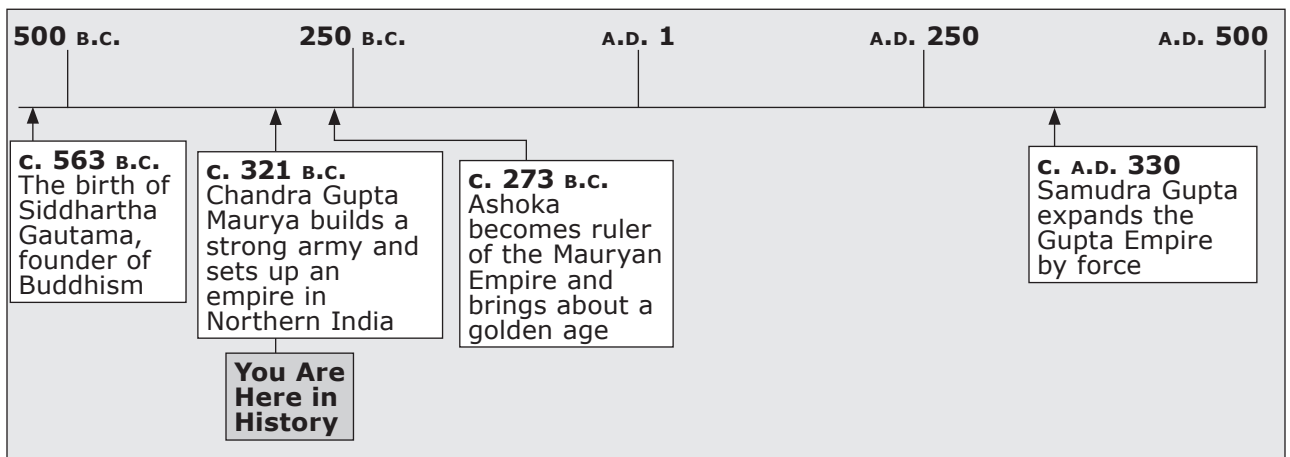 500 B.C. 250 B.C. A.D. 1 A.D. 250 A.D. 500
c. 563 B.C.
The birth of
Siddhartha
Gautama,
founder of
Buddhism
c. 321 B.C.
Chandra Gupta
Maurya builds a
strong army and
sets up an
empire in
Northern India
You Are
Here in
History
c. 273 B.C.
Ashoka
becomes ruler
of the Mauryan
Empire and
brings about a
golden age
c. A.D. 330
Samudra Gupta
expands the
Gupta Empire
by force